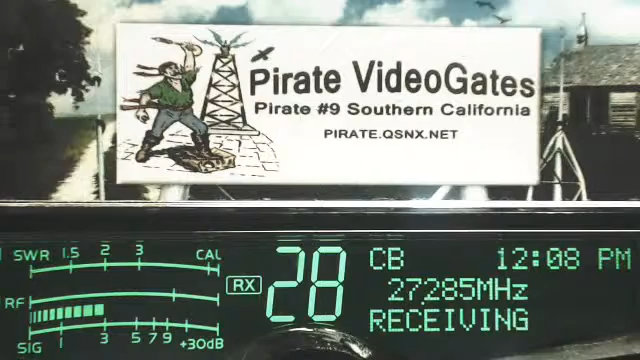 Pirate VideoGates
Pirate #9 Southern California
PIRATE.QSNX.NET
SWR 1.5 2 3 CAL
RF
SIG 1 3 5 7 9 +30dB
RX
28
CB 12:08 PM
27285MHz
RECEIVING